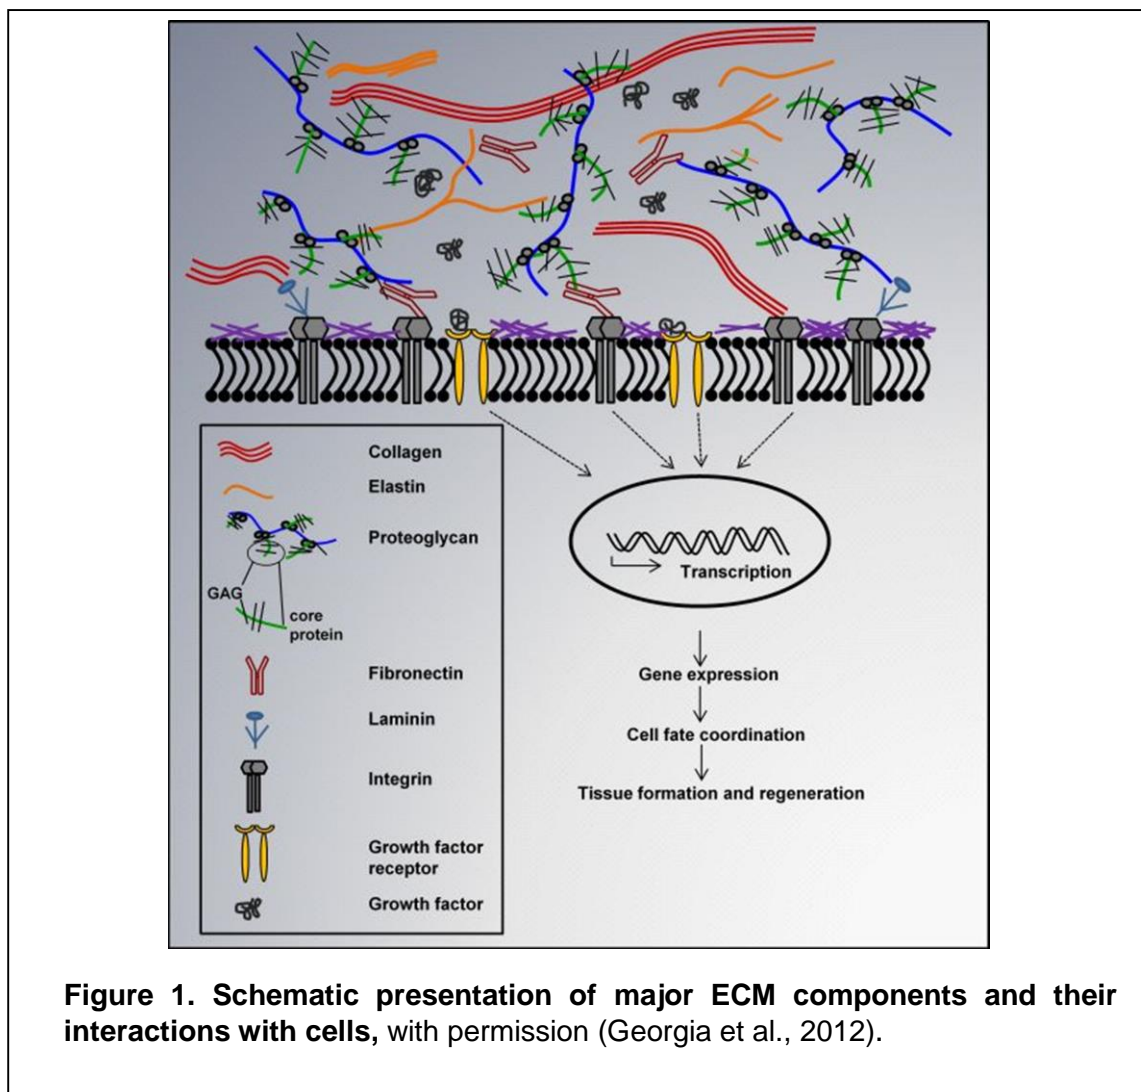 Collagen
Elastin
Proteoglycan
GAG
core
protein
Fibronectin
Laminin
Integrin
Growth factor
receptor
Growth factor
Transcription
Gene expression
Cell fate coordination
Tissue formation and regeneration
Figure 1. Schematic presentation of major ECM components and their
interactions with cells, with permission (Georgia et al., 2012).